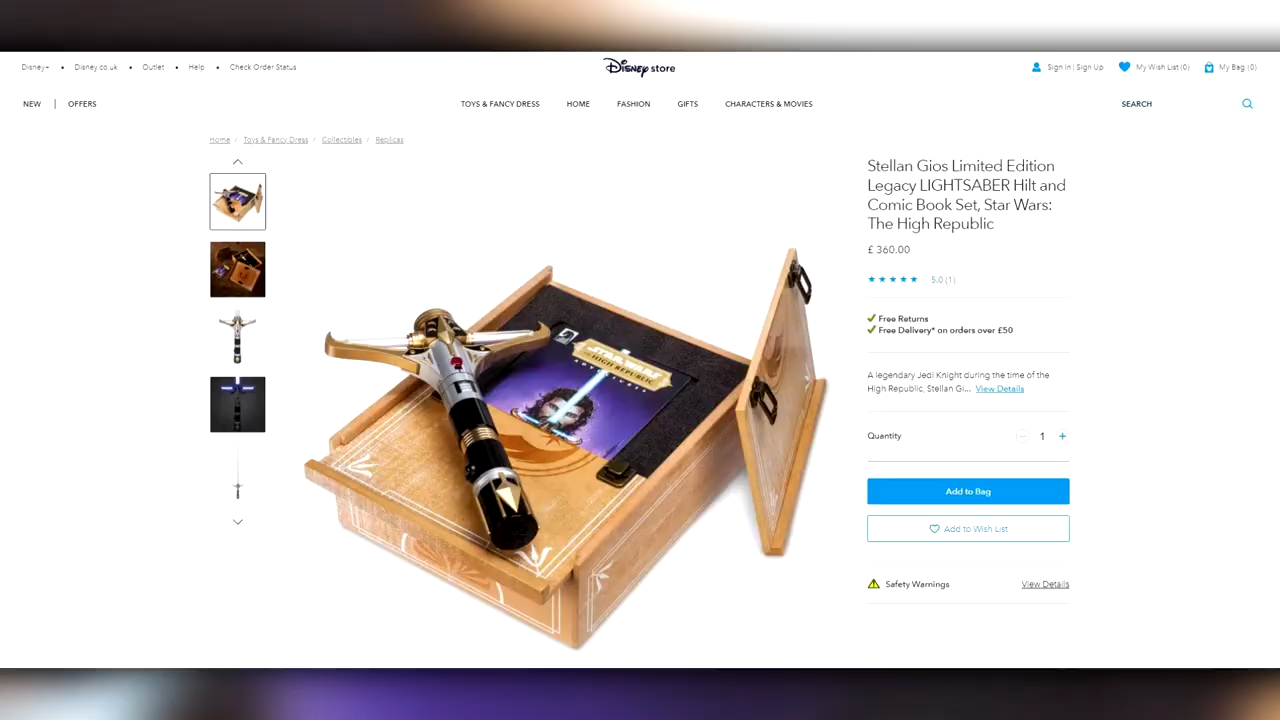 Disney+ • Disney.co.uk • Outlet • Help • Check Order Status
Disney store
Sign In | Sign Up
My Wish List (0)
My Bag (0)
NEW | OFFERS
TOYS & FANCY DRESS
HOME
FASHION
GIFTS
CHARACTERS & MOVIES
SEARCH
Home / Toys & Fancy Dress / Collectibles / Replicas
Stellan Gios Limited Edition
Legacy LIGHTSABER Hilt and
Comic Book Set, Star Wars:
The High Republic
£ 360.00
5.0 (1)
Free Returns
Free Delivery* on orders over £50
A legendary Jedi Knight during the time of the
High Republic, Stellan Gi... View Details
Quantity
1
Add to Bag
Add to Wish List
Safety Warnings
View Details
STAR WARS
THE HIGH REPUBLIC
ADVENTURES